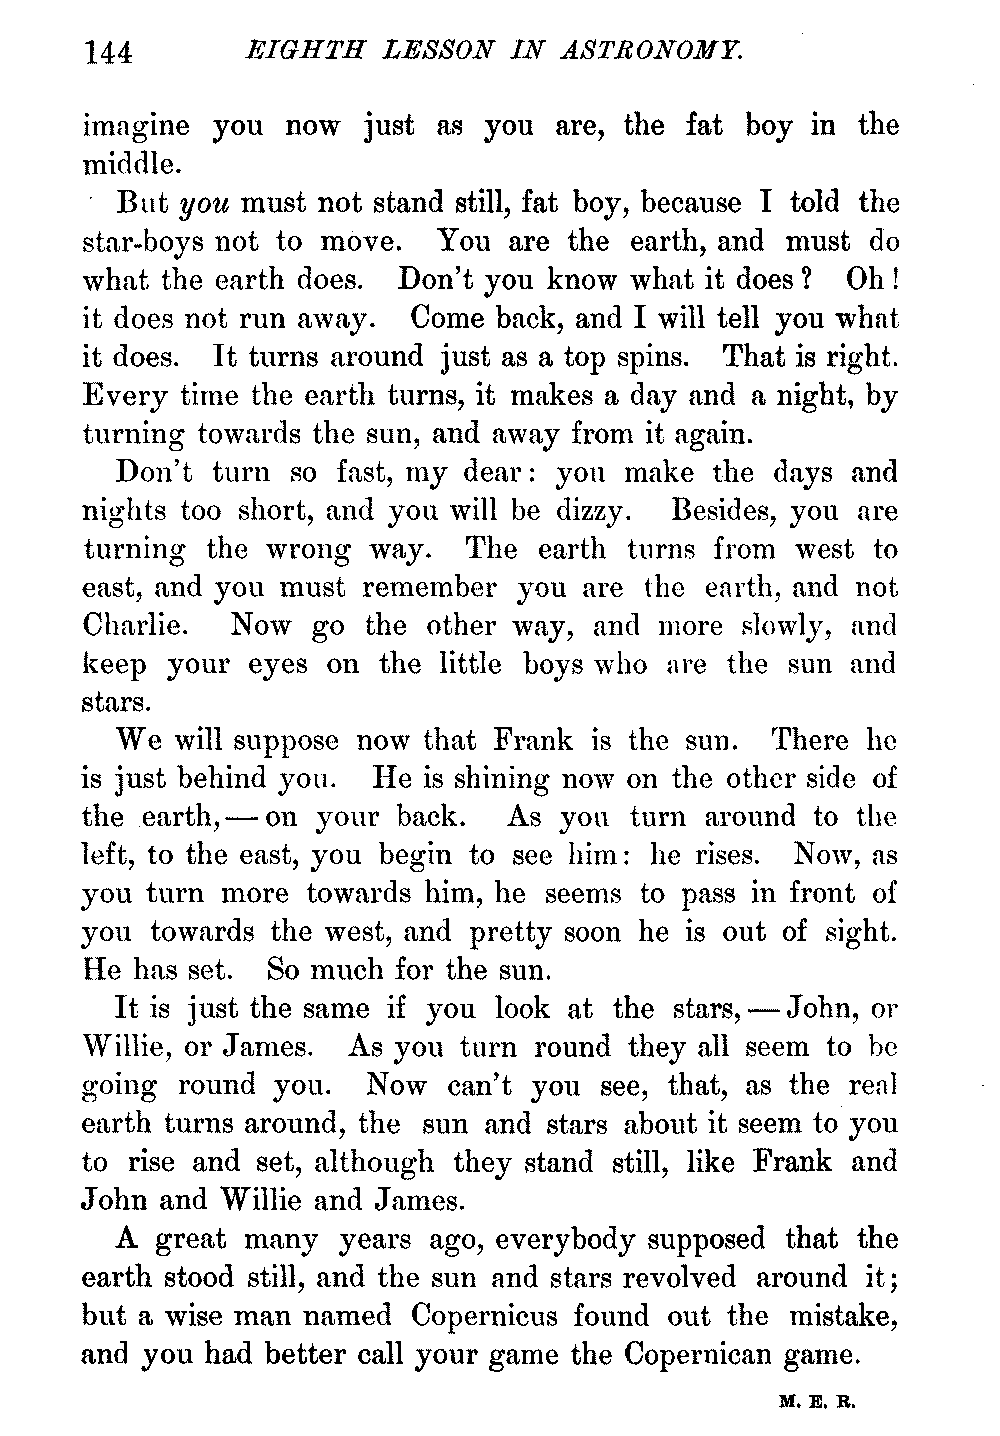 144 EIGHTH LESSON IN ASTRONOMY.
imagine you now just as you are, the fat boy in the
middle.
But you must not stand still, fat boy, because I told the
star-boys not to move. You are the earth, and must do
what the earth does. Don't you know what it does? Oh!
it does not run away. Come back, and I will tell you what
it does. It turns around just as a top spins. That is right.
Every time the earth turns, it makes a day and a night, by
turning towards the sun, and away from it again.
Don't turn so fast, my dear: you make the days and
nights too short, and you will be dizzy. Besides, you are
turning the wrong way. The earth turns from west to
east, and you must remember you are the earth, and not
Charlie. Now go the other way, and more slowly, and
keep your eyes on the little boys who are the sun and
stars.
We will suppose now that Frank is the sun. There he
is just behind you. He is shining now on the other side of
the earth,—on your back. As you turn around to the
left, to the east, you begin to see him: he rises. Now, as
you turn more towards him, he seems to pass in front of
you towards the west, and pretty soon he is out of sight.
He has set. So much for the sun.
It is just the same if you look at the stars,—John, or
Willie, or James. As you turn round they all seem to be
going round you. Now can't you see, that, as the real
earth turns around, the sun and stars about it seem to you
to rise and set, although they stand still, like Frank and
John and Willie and James.
A great many years ago, everybody supposed that the
earth stood still, and the sun and stars revolved around it;
but a wise man named Copernicus found out the mistake,
and you had better call your game the Copernican game.
M. E. R.